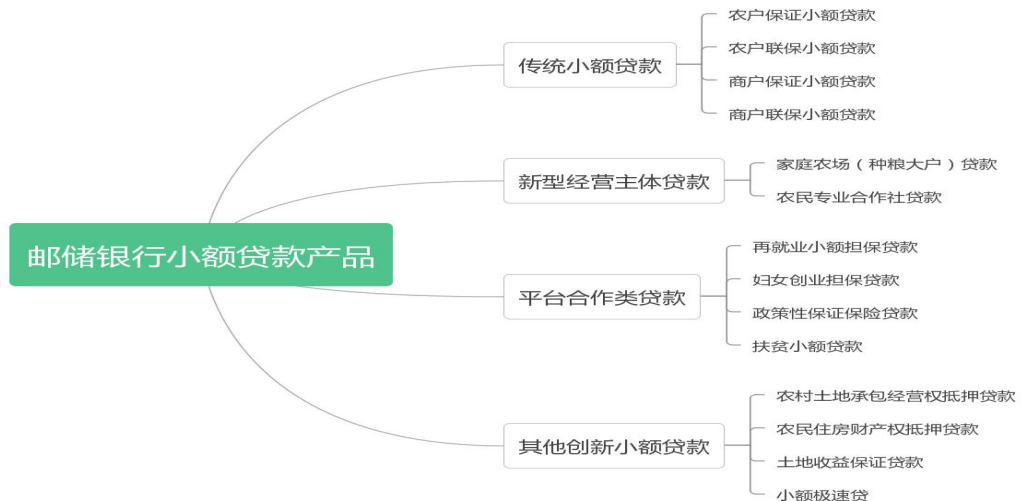 邮储银行小额贷款产品
传统小额贷款
农户保证小额贷款
农户联保小额贷款
商户保证小额贷款
商户联保小额贷款
新型经营主体贷款
家庭农场（种粮大户）贷款
农民专业合作社贷款
平台合作类贷款
再就业小额担保贷款
妇女创业担保贷款
政策性保证保险贷款
扶贫小额贷款
其他创新小额贷款
农村土地承包经营权抵押贷款
农民住房财产权抵押贷款
土地收益保证贷款
小额极速贷